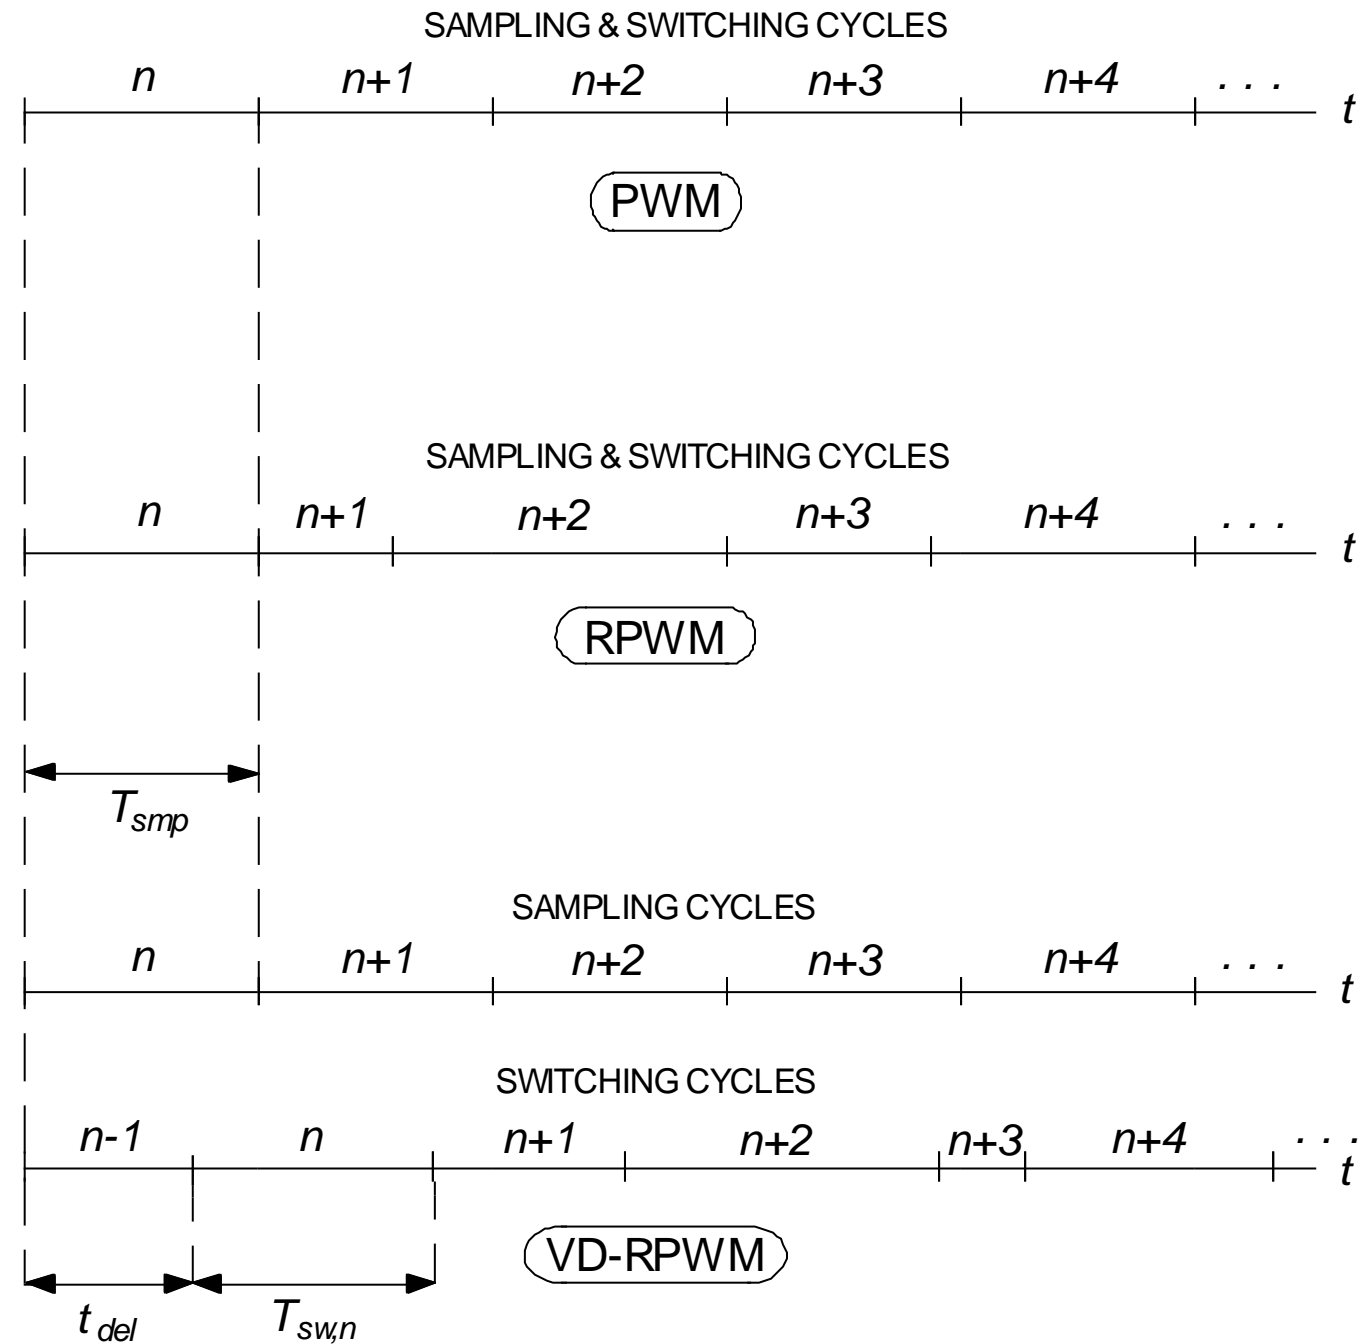 SAMPLING & SWITCHING CYCLES
n n+1 n+2 n+3 n+4 . . .
t
PWM
SAMPLING & SWITCHING CYCLES
n n+1 n+2 n+3 n+4 . . .
t
RPWM
T_smp
SAMPLING CYCLES
n n+1 n+2 n+3 n+4 . . .
t
SWITCHING CYCLES
n-1 n n+1 n+2 n+3 n+4 . . .
t
VD-RPWM
t_del T_sw,n